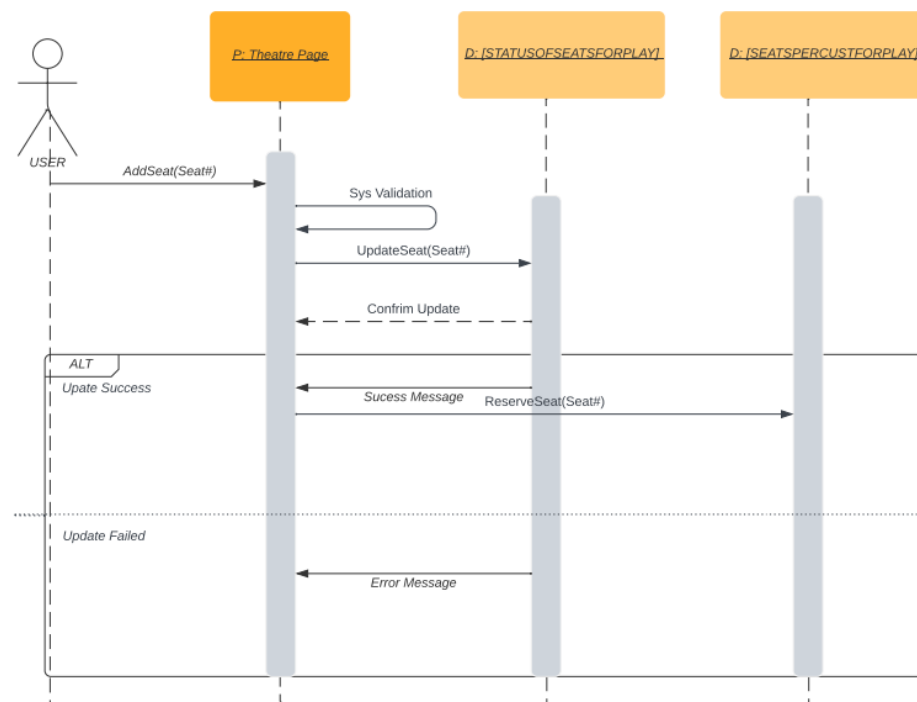 P: Theatre Page
D: [STATUSOFSEATSFORPLAY]
D: [SEATSPERCUSTFORPLAY]
USER
AddSeat(Seat#)
Sys Validation
UpdateSeat(Seat#)
Confrim Update
ALT
Upate Success
Sucess Message
ReserveSeat(Seat#)
Update Failed
Error Message